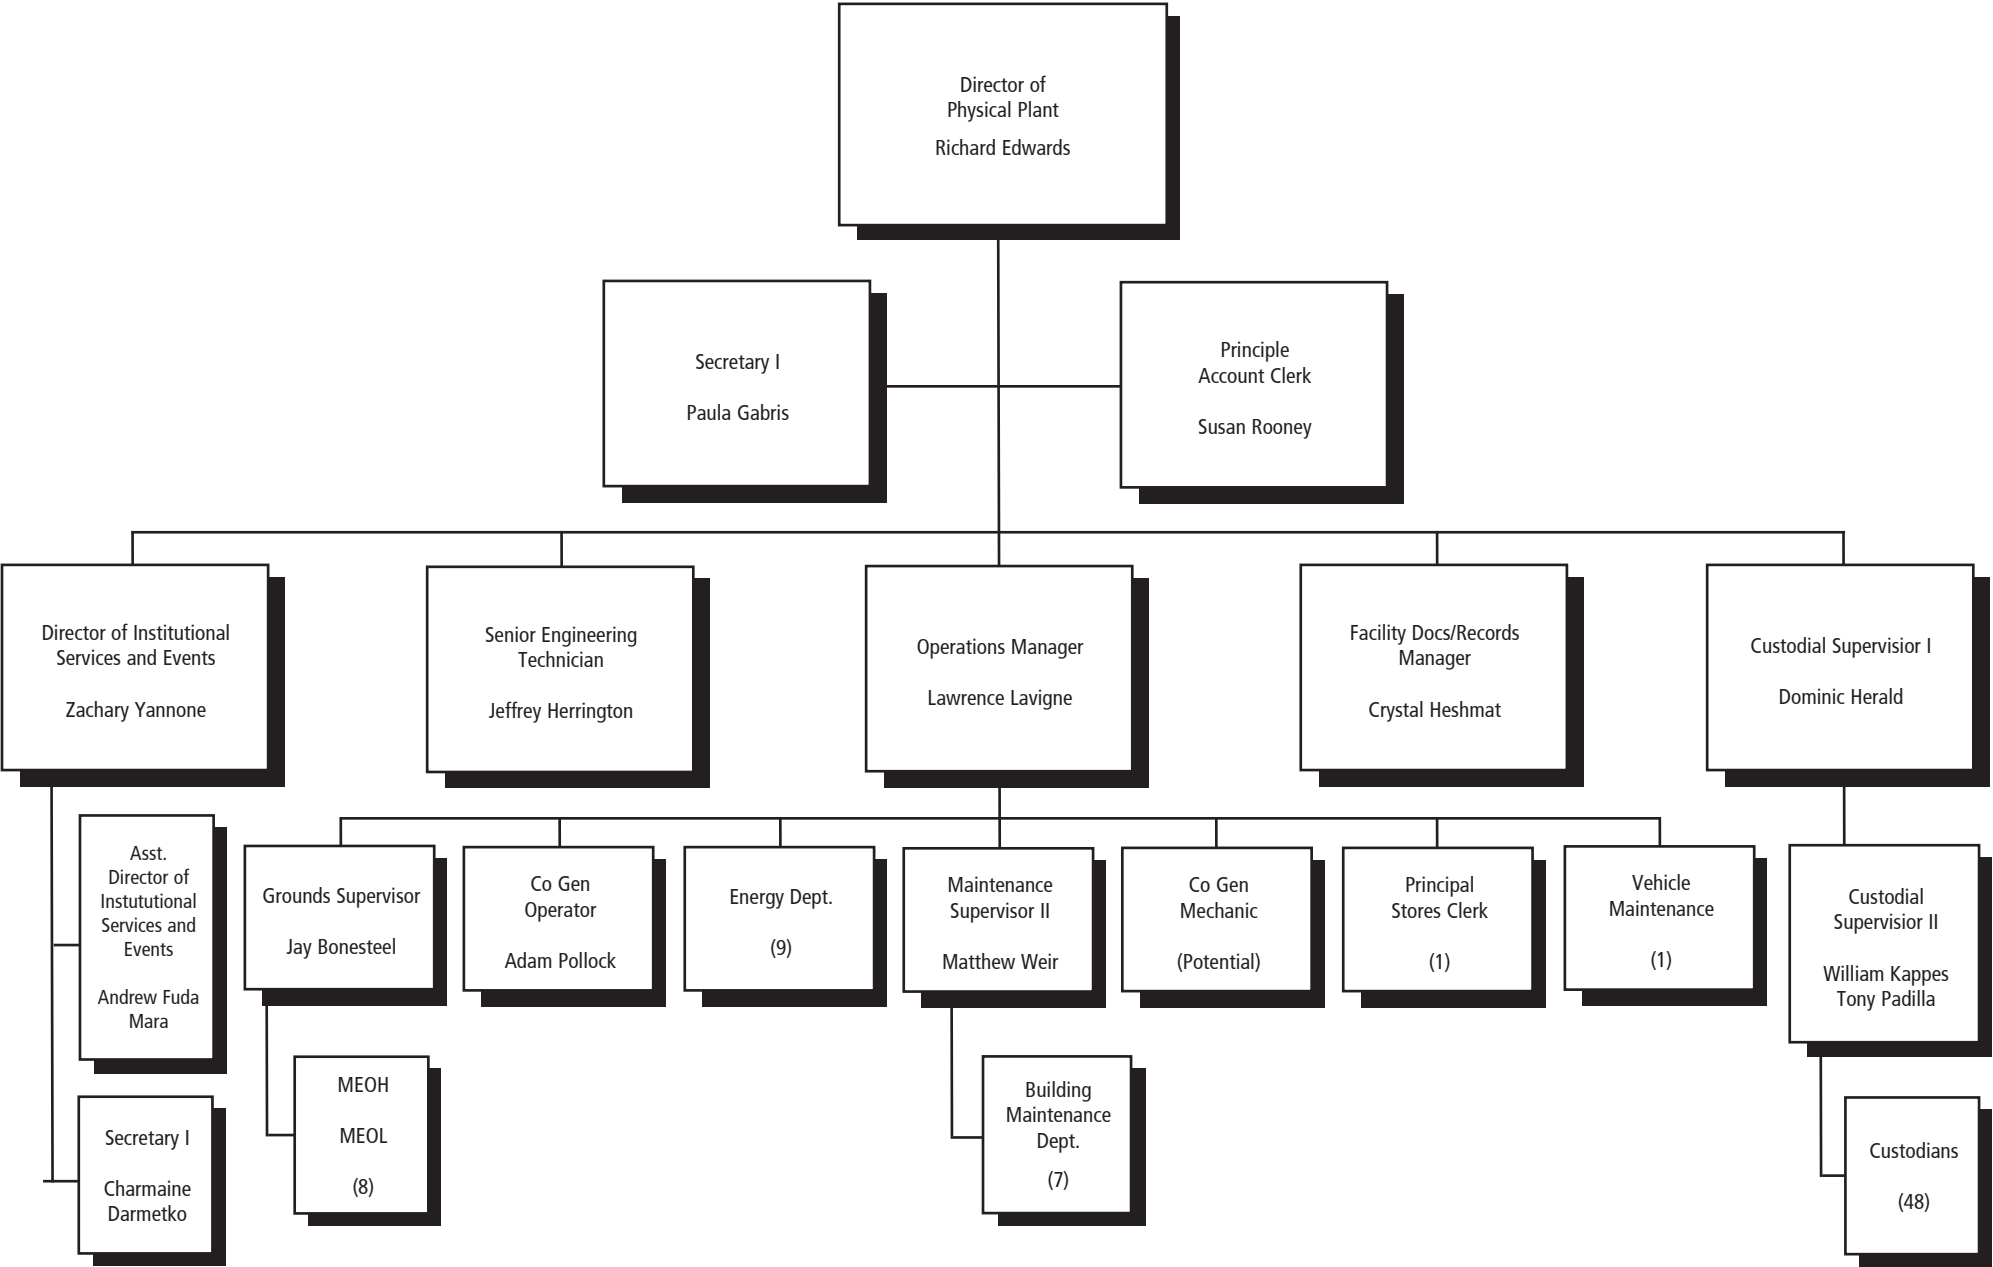 Director of
Physical Plant
Richard Edwards
Secretary I
Paula Gabris
Principle
Account Clerk
Susan Rooney
Director of Institutional
Services and Events
Zachary Yannone
Senior Engineering
Technician
Jeffrey Herrington
Operations Manager
Lawrence Lavigne
Facility Docs/Records
Manager
Crystal Heshmat
Custodial Supervisior I
Dominic Herald
Asst.
Director of
Instututional
Services and
Events
Andrew Fuda
Mara
Grounds Supervisor
Jay Bonesteel
Co Gen
Operator
Adam Pollock
Energy Dept.
(9)
Maintenance
Supervisor II
Matthew Weir
Co Gen
Mechanic
(Potential)
Principal
Stores Clerk
(1)
Vehicle
Maintenance
(1)
Custodial
Supervisior II
William Kappes
Tony Padilla
Secretary I
Charmaine
Darmetko
MEOH
MEOL
(8)
Building
Maintenance
Dept.
(7)
Custodians
(48)